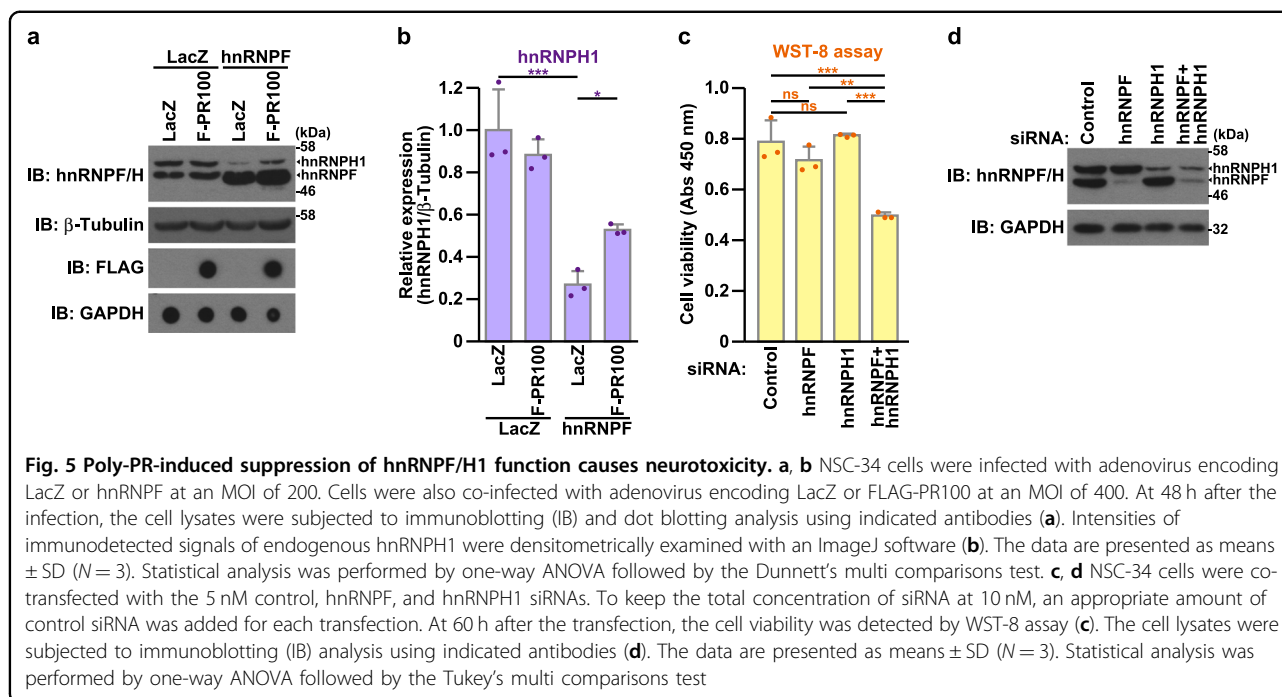 a
LacZ hnRNPF
LacZ
F-PR100
LacZ
F-PR100
(kDa)
-58
IB: hnRNPF/H
hnRNPH1
hnRNPF
46
-58
IB: β-Tubulin
IB: FLAG
IB: GAPDH
b
hnRNPH1
***
*
Relative expression
(hnRNPH1/β-Tubulin)
1.2
1.0
0.8
0.6
0.4
0.2
0
LacZ
F-PR100
LacZ
F-PR100
LacZ hnRNPF
c
WST-8 assay
***
**
ns ***
ns
Cell viability (Abs 450 nm)
1.0
0.8
0.6
0.4
0.2
0.0
siRNA:
Control
hnRNPF
hnRNPH1
hnRNPF+
hnRNPH1
d
siRNA:
Control
hnRNPF
hnRNPH1
hnRNPF+
hnRNPH1
(kDa)
-58
IB: hnRNPF/H
hnRNPH1
hnRNPF
46
IB: GAPDH
-32
Fig. 5 Poly-PR-induced suppression of hnRNPF/H1 function causes neurotoxicity. a, b NSC-34 cells were infected with adenovirus encoding
LacZ or hnRNPF at an MOI of 200. Cells were also co-infected with adenovirus encoding LacZ or FLAG-PR100 at an MOI of 400. At 48 h after the
infection, the cell lysates were subjected to immunoblotting (IB) and dot blotting analysis using indicated antibodies (a). Intensities of
immunodetected signals of endogenous hnRNPH1 were densitometrically examined with an ImageJ software (b). The data are presented as means
± SD (N = 3). Statistical analysis was performed by one-way ANOVA followed by the Dunnett's multi comparisons test. c, d NSC-34 cells were co-
transfected with the 5 nM control, hnRNPF, and hnRNPH1 siRNAs. To keep the total concentration of siRNA at 10 nM, an appropriate amount of
control siRNA was added for each transfection. At 60 h after the transfection, the cell viability was detected by WST-8 assay (c). The cell lysates were
subjected to immunoblotting (IB) analysis using indicated antibodies (d). The data are presented as means ± SD (N = 3). Statistical analysis was
performed by one-way ANOVA followed by the Tukey's multi comparisons test